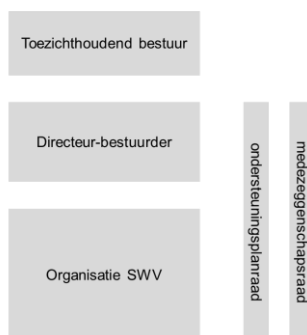 Toezichthoudend bestuur
Directeur-bestuurder
Organisatie SWV
ondersteuningsplanraad
medezeggenschapsraad